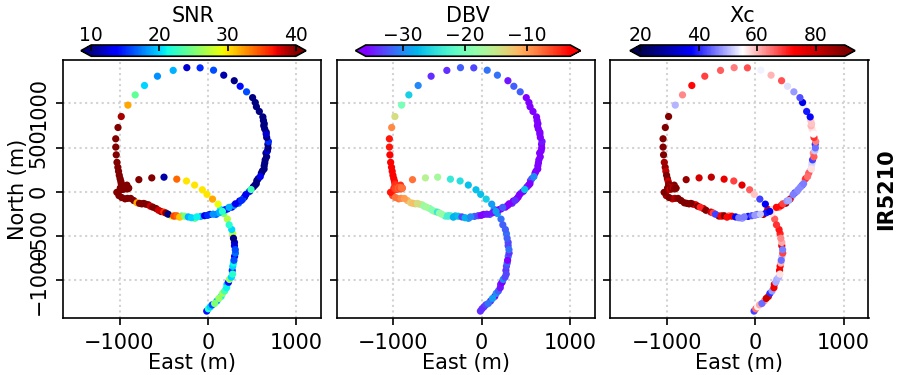 SNR DBV Xc
10 20 30 40 −30 −20 −10 20 40 60 80
North (m)
1000
500
0
−500
−1000
IR5210
−1000 0 1000 −1000 0 1000 −1000 0 1000
East (m) East (m) East (m)